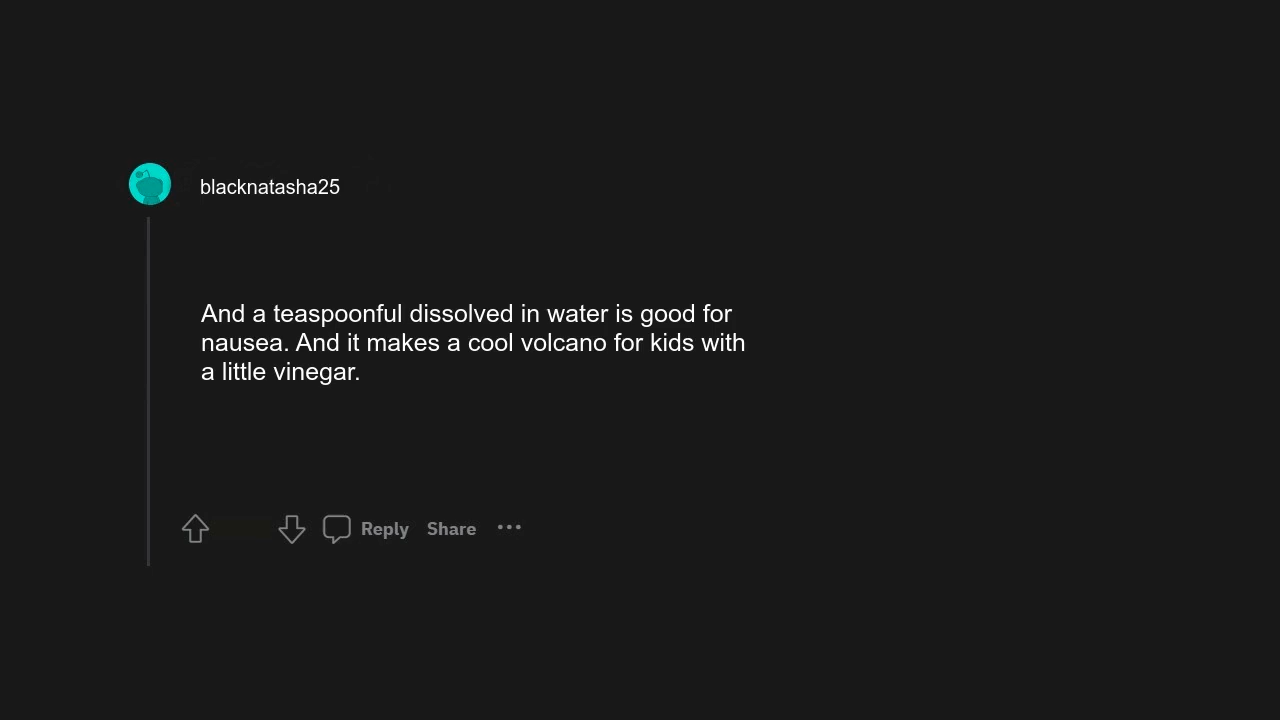 blacknatasha25
And a teaspoonful dissolved in water is good for
nausea. And it makes a cool volcano for kids with
a little vinegar.
Reply Share